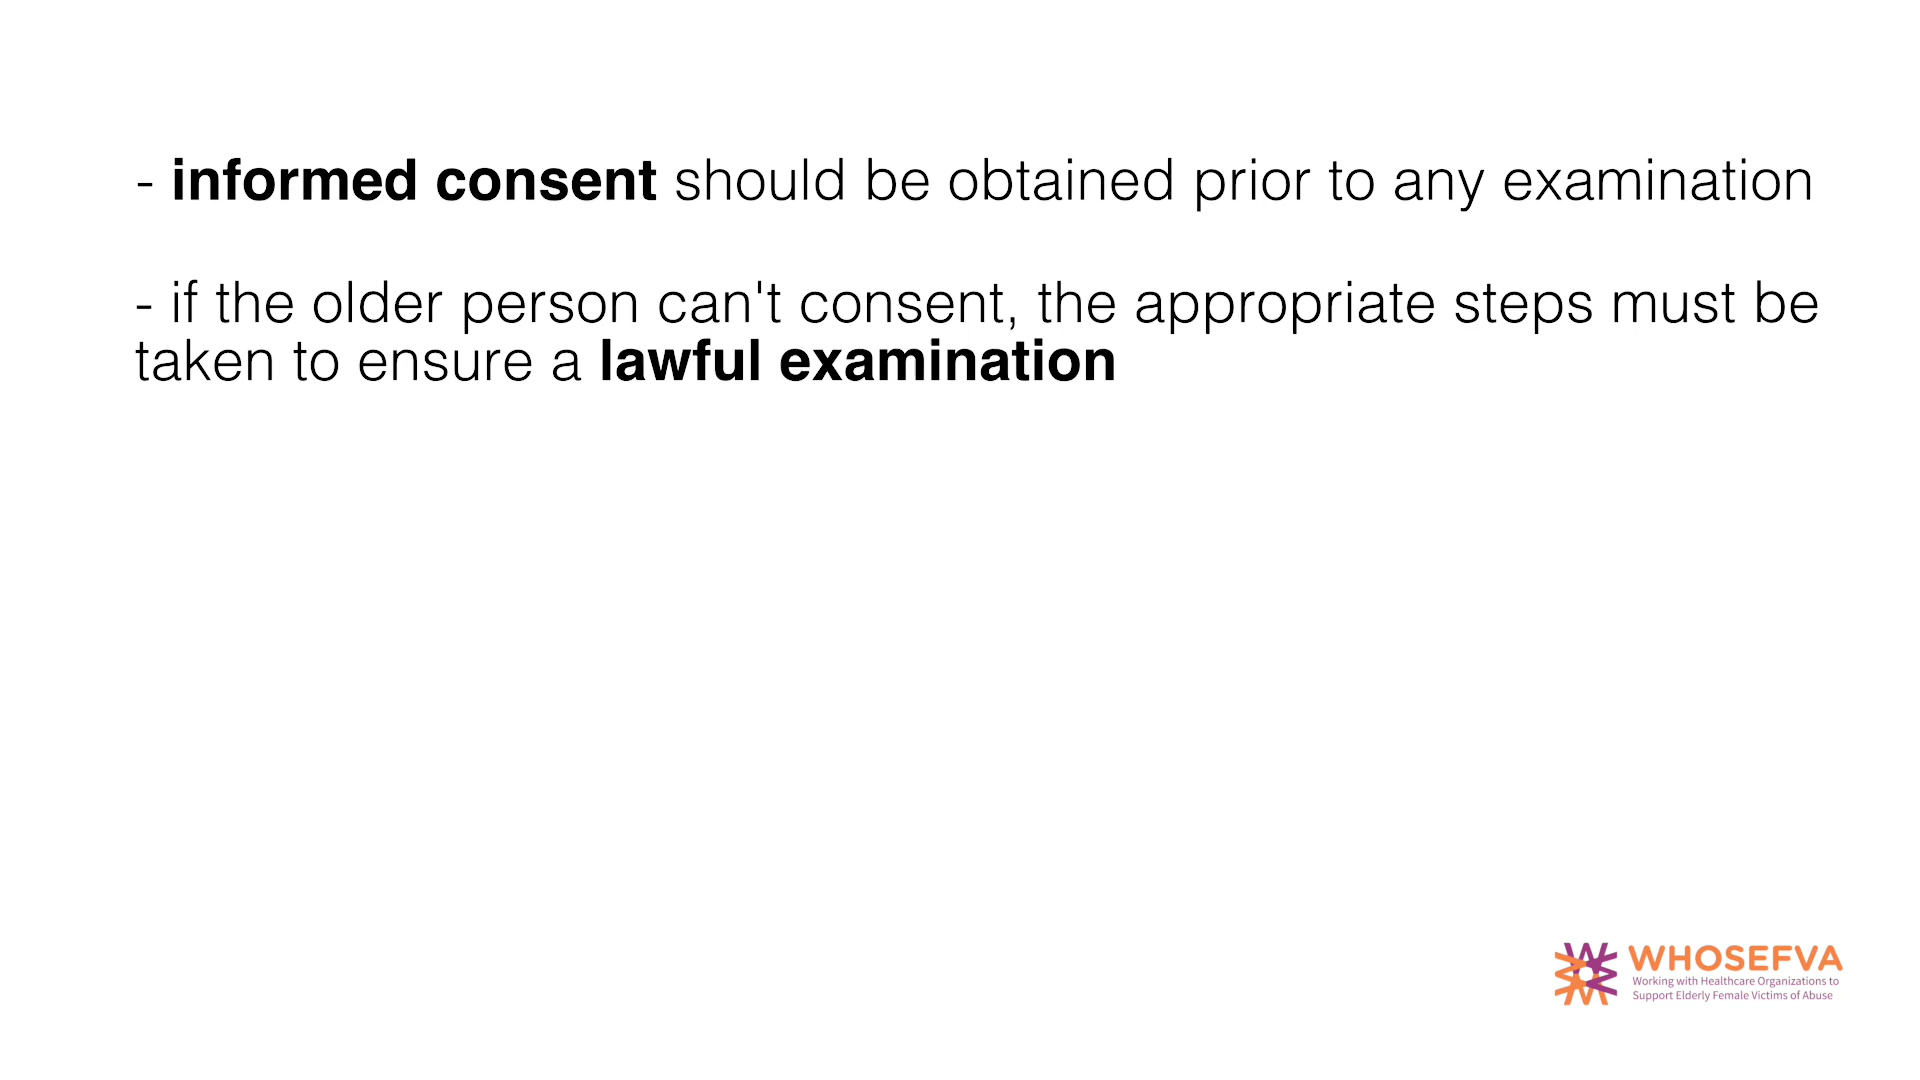 - informed consent should be obtained prior to any examination
- if the older person can't consent, the appropriate steps must be
taken to ensure a lawful examination
WHOSEFVA
Working with Healthcare Organizations to
Support Elderly Female Victims of Abuse